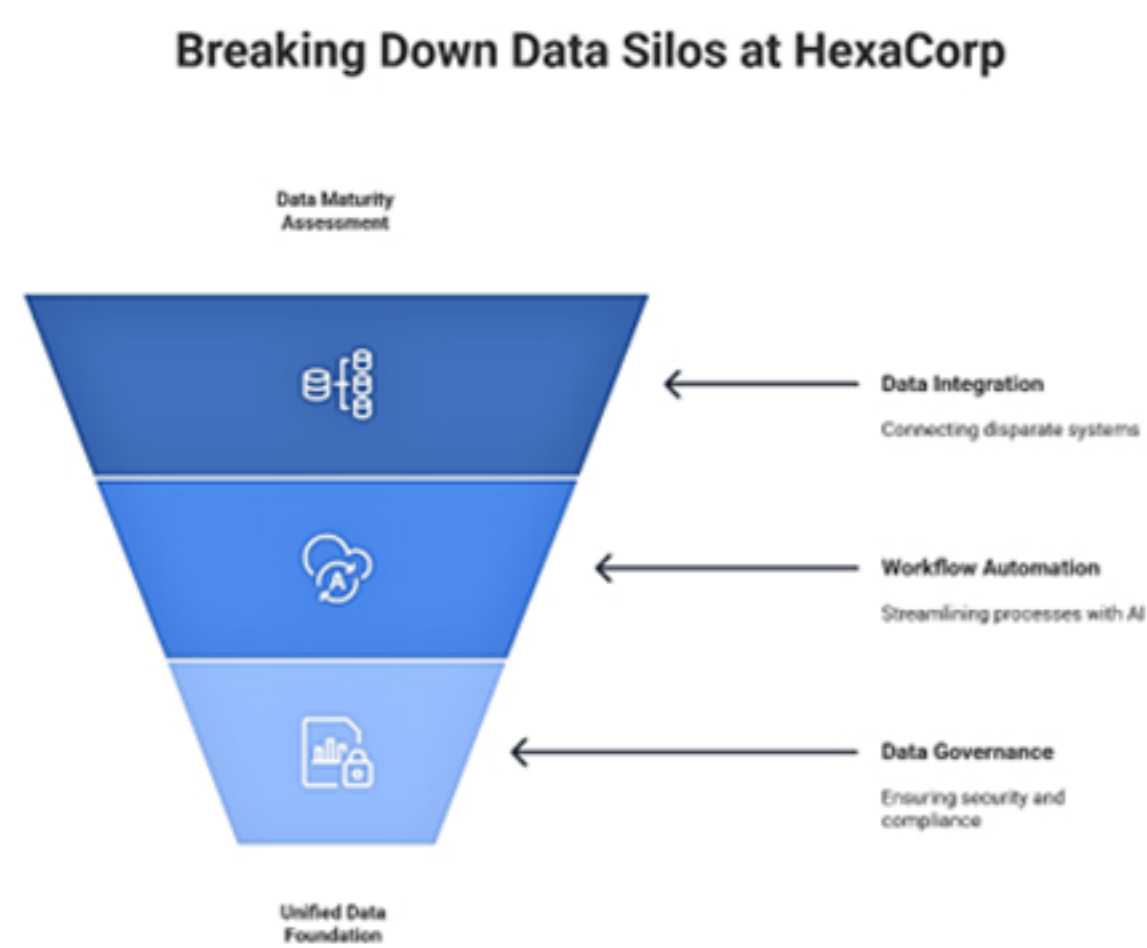 Breaking Down Data Silos at HexaCorp
Data Maturity
Assessment
Data Integration
Connecting disparate systems
A
Workflow Automation
Streamlining processes with AI
Data Governance
Ensuring security and
compliance
Unified Data
Foundation